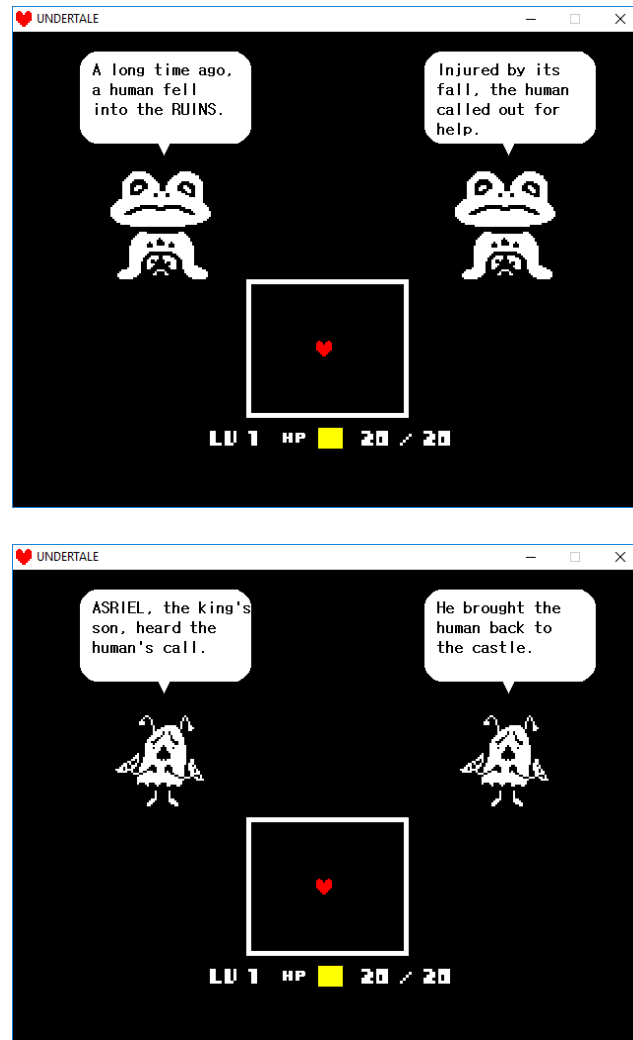 UNDERTALE
A long time ago,
a human fell
into the RUINS.
Injured by its
fall, the human
called out for
help.
LV 1 HP 20 / 20
UNDERTALE
ASRIEL, the king's
son, heard the
human's call.
He brought the
human back to
the castle.
LV 1 HP 20 / 20